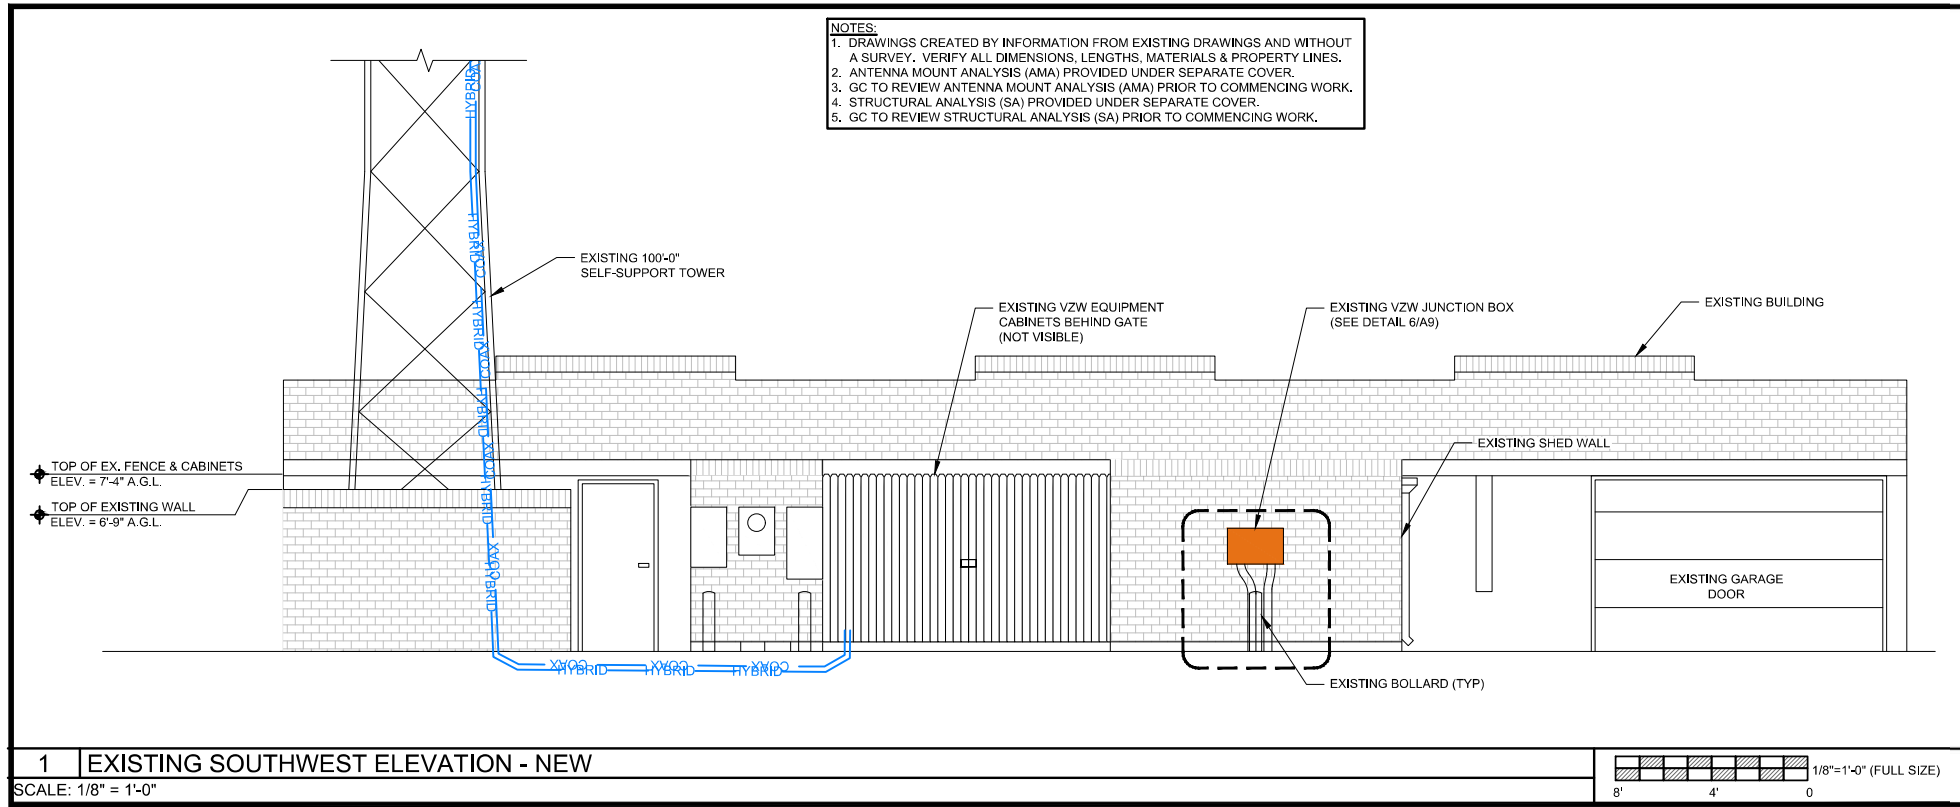 NOTES:
1. DRAWINGS CREATED BY INFORMATION FROM EXISTING DRAWINGS AND WITHOUT
A SURVEY. VERIFY ALL DIMENSIONS, LENGTHS, MATERIALS & PROPERTY LINES.
2. ANTENNA MOUNT ANALYSIS (AMA) PROVIDED UNDER SEPARATE COVER.
3. GC TO REVIEW ANTENNA MOUNT ANALYSIS (AMA) PRIOR TO COMMENCING WORK.
4. STRUCTURAL ANALYSIS (SA) PROVIDED UNDER SEPARATE COVER.
5. GC TO REVIEW STRUCTURAL ANALYSIS (SA) PRIOR TO COMMENCING WORK.
COAX
HYBRID
HYBRID
COAX
HYBRID
COAX
HYBRID
COAX
HYBRID
COAX
HYBRID
EXISTING 100'-0"
SELF-SUPPORT TOWER
EXISTING VZW EQUIPMENT
CABINETS BEHIND GATE
(NOT VISIBLE)
EXISTING VZW JUNCTION BOX
(SEE DETAIL 6/A9)
EXISTING BUILDING
EXISTING SHED WALL
TOP OF EX. FENCE & CABINETS
ELEV. = 7'-4" A.G.L.
TOP OF EXISTING WALL
ELEV. = 6'-9" A.G.L.
EXISTING GARAGE
DOOR
COAX COAX COAX
HYBRID HYBRID HYBRID
EXISTING BOLLARD (TYP)
1 EXISTING SOUTHWEST ELEVATION - NEW
SCALE: 1/8" = 1'-0"
1/8"=1'-0" (FULL SIZE)
8' 4' 0